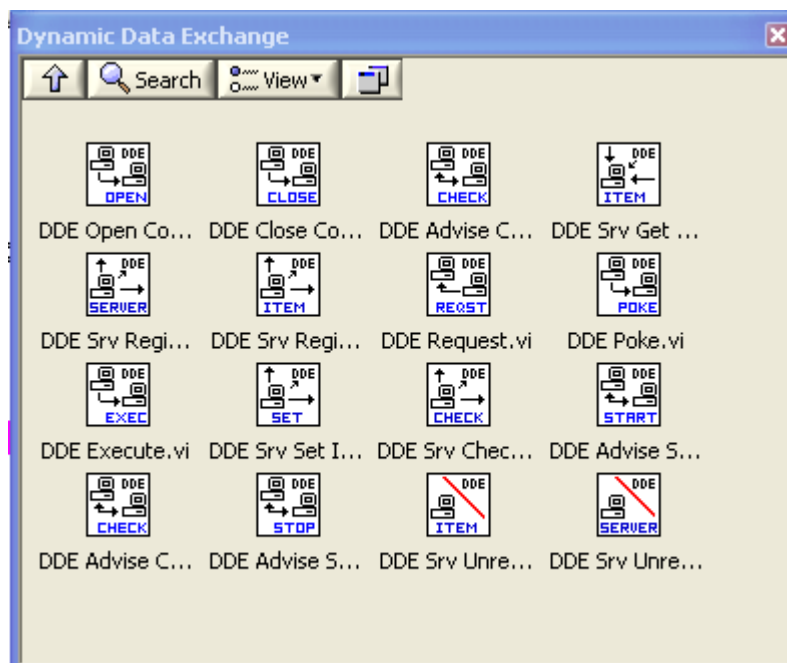 Dynamic Data Exchange
Search View
DDE OPEN DDE CLOSE DDE CHECK DDE ITEM
DDE Open Co... DDE Close Co... DDE Advise C... DDE Srv Get ...
DDE SERVER DDE ITEM DDE REQST DDE POKE
DDE Srv Regi... DDE Srv Regi... DDE Request.vi DDE Poke.vi
DDE EXEC DDE SET DDE CHECK DDE START
DDE Execute.vi DDE Srv Set I... DDE Srv Chec... DDE Advise S...
DDE CHECK DDE STOP DDE ITEM DDE SERVER
DDE Advise C... DDE Advise S... DDE Srv Unre... DDE Srv Unre...